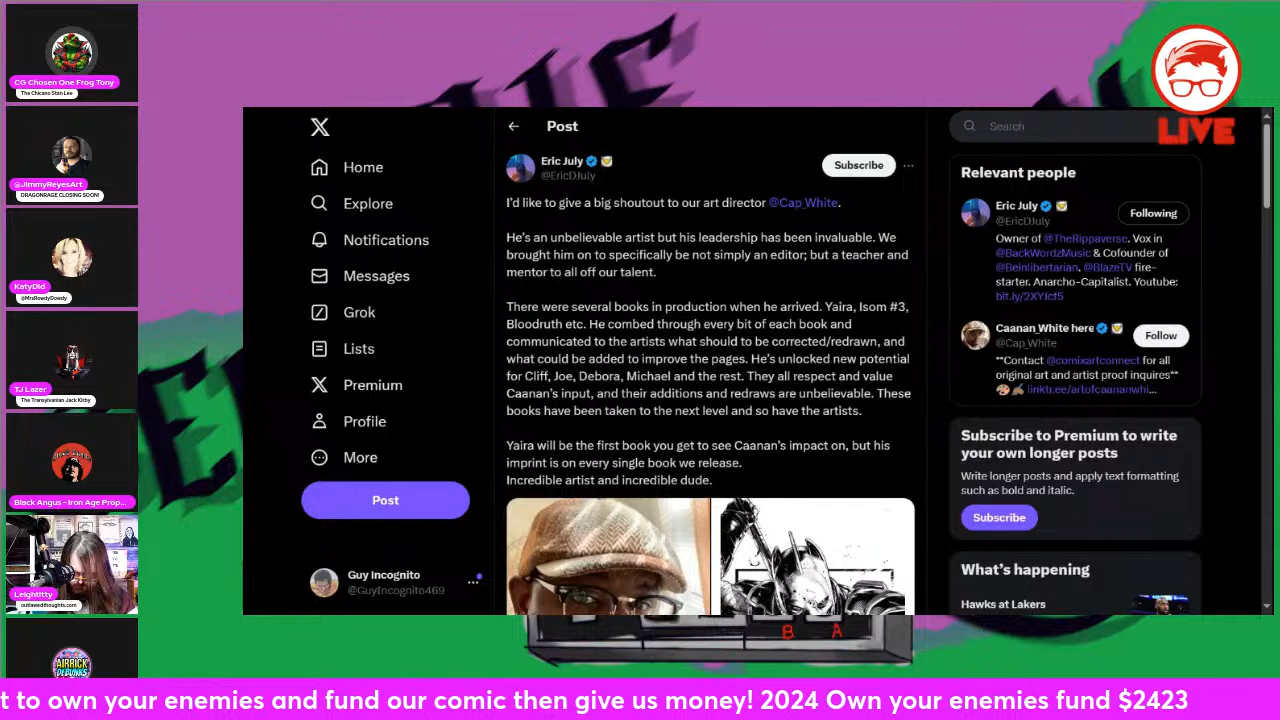 CG Chosen One Frog Tony
The Chicano Stan Lee
@JimmyReyesArt
DRAGONRAGE CLOSING SOON!
KatyDid
@MrsRowdyDowdy
TJ Lazer
The Transylvanian Jack Kirby
Black Angus - Iron Age Prop...
Leightitty
outlawedthoughts.com
AIRRICK
DEBUNKS
LIVE
X
Home
Explore
Notifications
Messages
Grok
Lists
Premium
Profile
More
Post
Guy Incognito
@GuyIncognito469
Post
Eric July
@EricDJuly
Subscribe
I'd like to give a big shoutout to our art director @Cap_White.
He's an unbelievable artist but his leadership has been invaluable. We
brought him on to specifically be not simply an editor; but a teacher and
mentor to all off our talent.
There were several books in production when he arrived. Yaira, Isom #3,
Bloodruth etc. He combed through every bit of each book and
communicated to the artists what should be corrected/redrawn, and
what could be added to improve the pages. He's unlocked new potential
for Cliff, Joe, Debora, Michael and the rest. They all respect and value
Caanan's input, and their additions and redraws are unbelievable. These
books have been taken to the next level and so have the artists.
Yaira will be the first book you get to see Caanan's impact on, but his
imprint is on every single book we release.
Incredible artist and incredible dude.
Search
Relevant people
Eric July
@EricDJuly
Following
Owner of @TheRippaverse. Vox in
@BackWordzMusic & Cofounder of
@Beinlibertarian. @BlazeTV fire-
starter. Anarcho-Capitalist. Youtube:
bit.ly/2XYJcf5
Caanan_White here
@Cap_White
Follow
**Contact @comixartconnect for all
original art and artist proof inquires**
linktr.ee/artofcaananwhi...
Subscribe to Premium to write
your own longer posts
Write longer posts and apply text formatting
such as bold and italic.
Subscribe
What's happening
Hawks at Lakers
B A
t to own your enemies and fund our comic then give us money! 2024 Own your enemies fund $2423